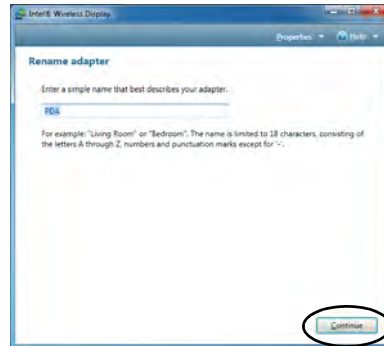 Intel® Wireless Display
Properties Help
Rename adapter
Enter a simple name that best describes your adapter.
PDA
For example: "Living Room" or "Bedroom". The name is limited to 18 characters, consisting of
the letters A through Z, numbers and punctuation marks except for '-'.
Continue